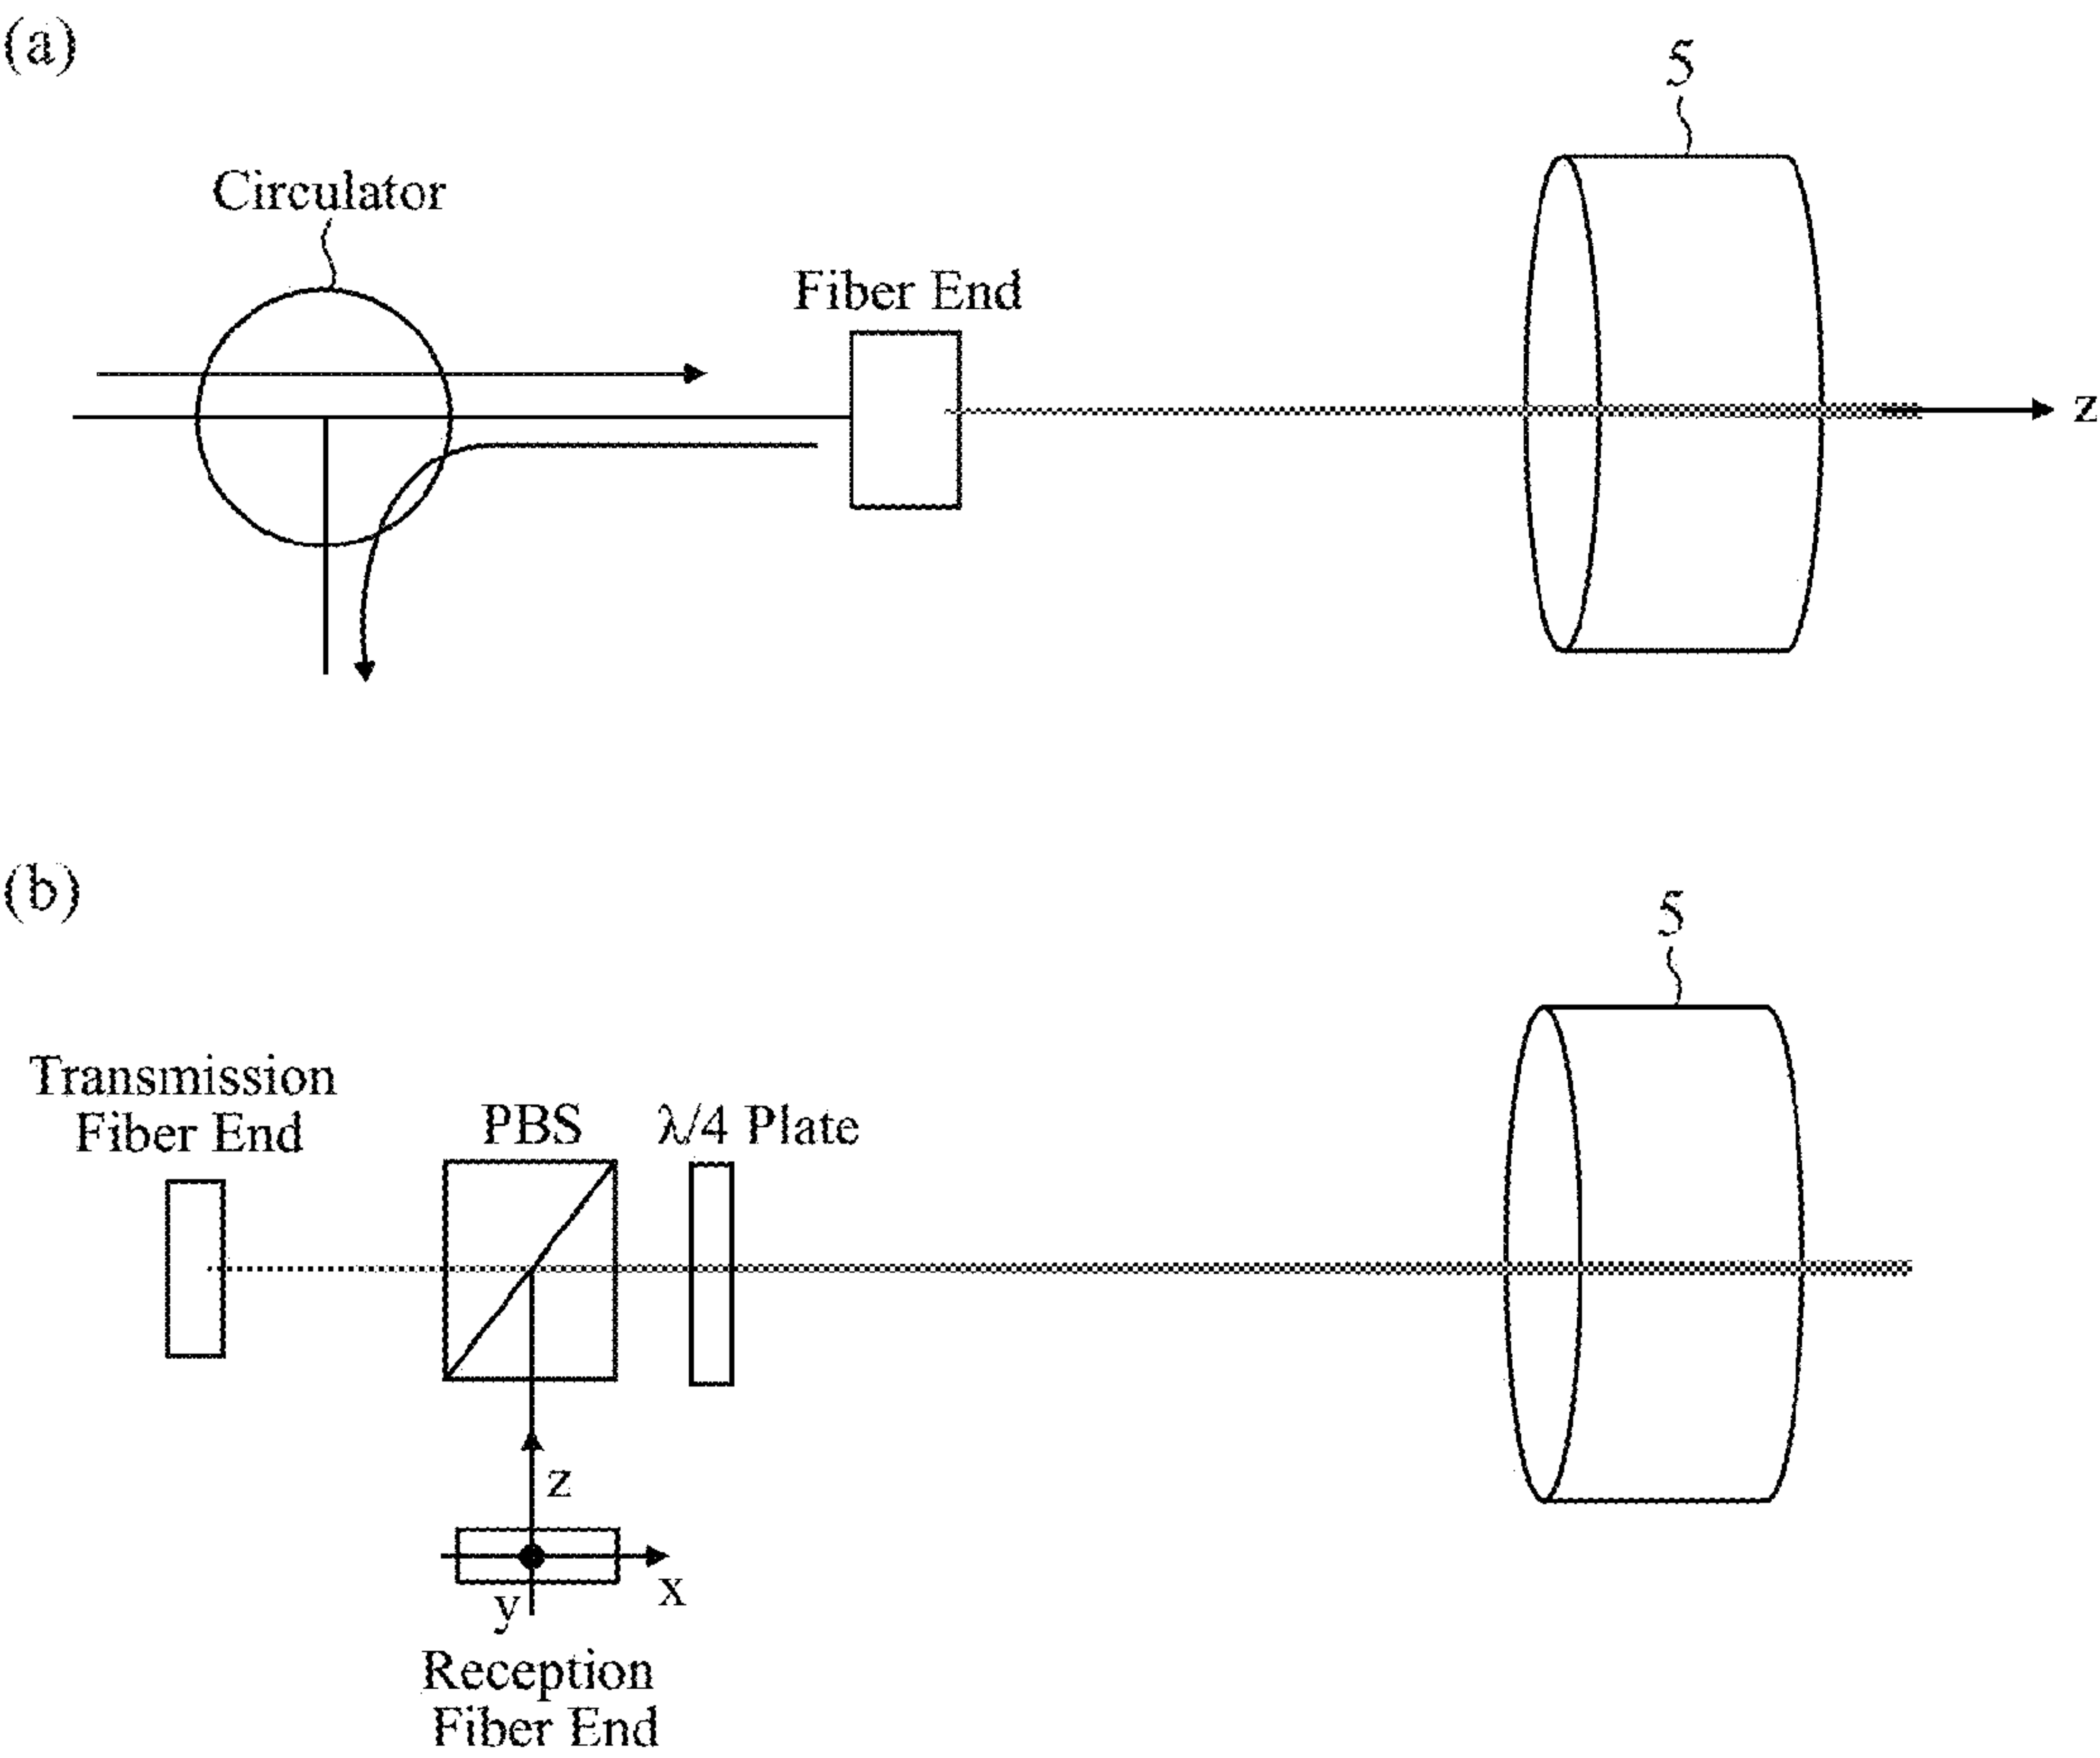 (a)
5
Circulator
Fiber End
z
(b)
5
Transmission
Fiber End
PBS
λ/4 Plate
z
x
y
Reception
Fiber End